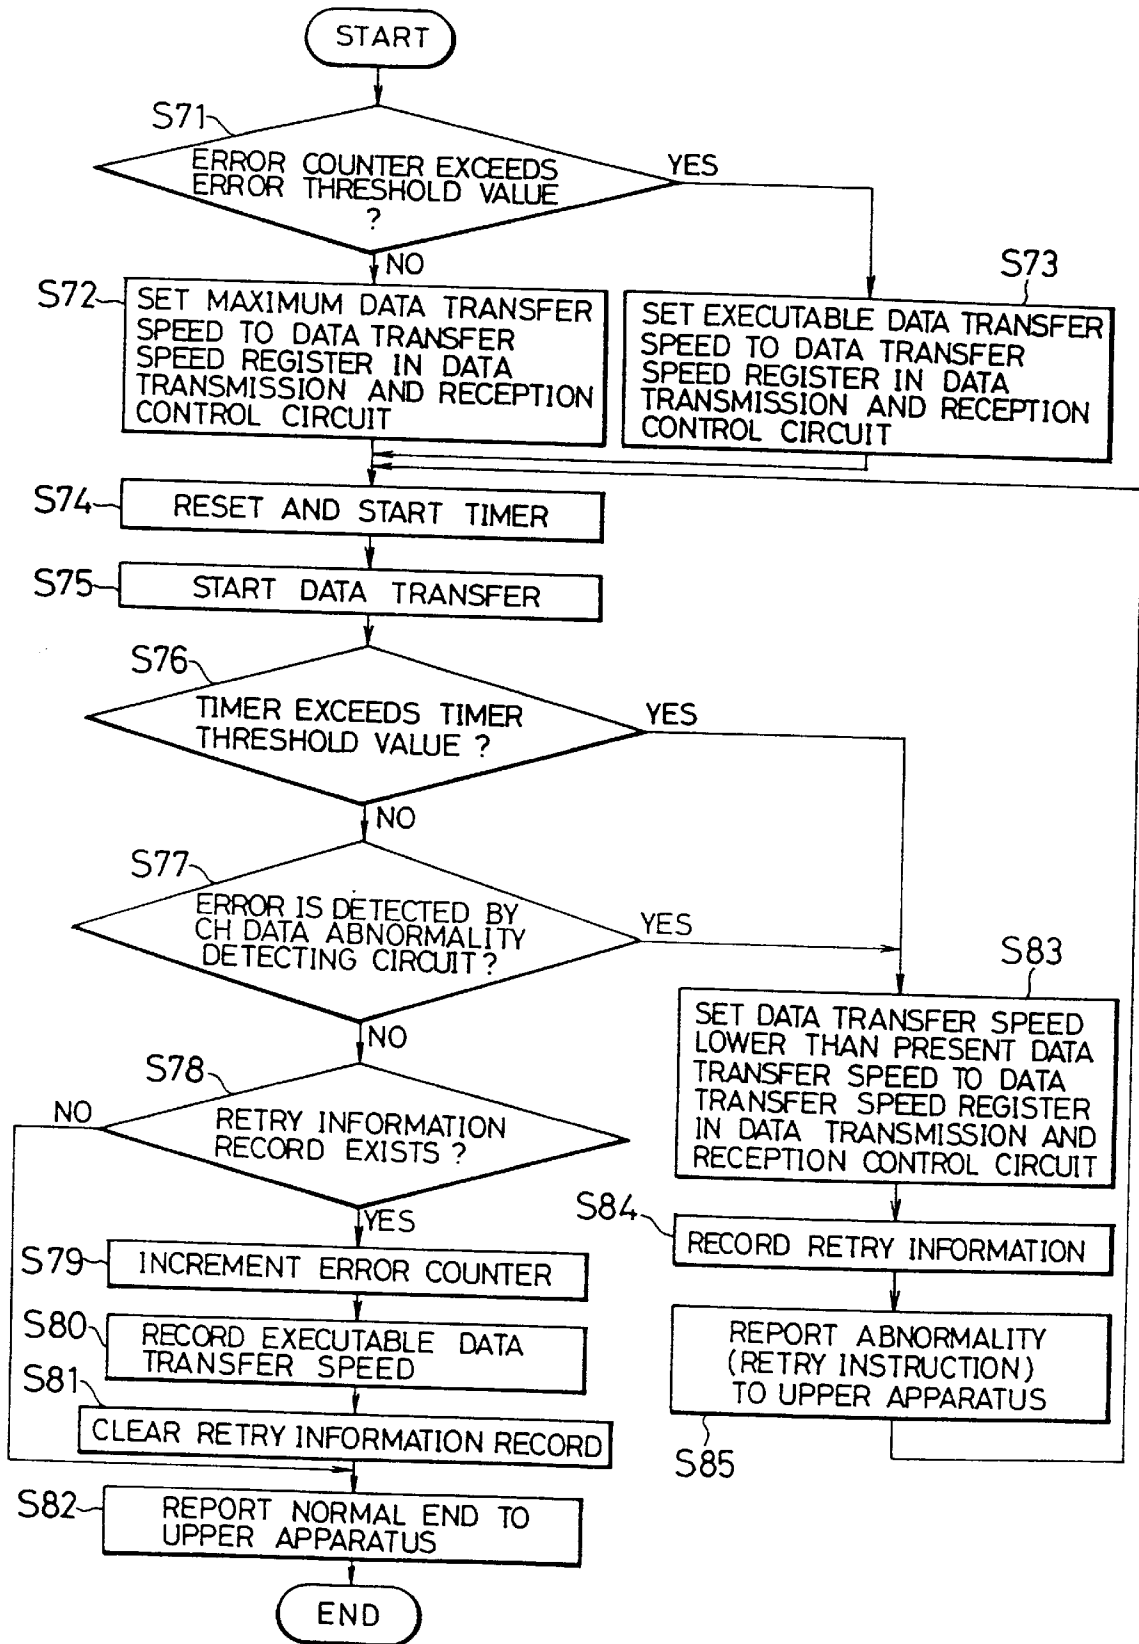 START
S71
ERROR COUNTER EXCEEDS
ERROR THRESHOLD VALUE
?
YES
NO
S72
SET MAXIMUM DATA TRANSFER
SPEED TO DATA TRANSFER
SPEED REGISTER IN DATA
TRANSMISSION AND RECEPTION
CONTROL CIRCUIT
S73
SET EXECUTABLE DATA TRANSFER
SPEED TO DATA TRANSFER
SPEED REGISTER IN DATA
TRANSMISSION AND RECEPTION
CONTROL CIRCUIT
S74
RESET AND START TIMER
S75
START DATA TRANSFER
S76
TIMER EXCEEDS TIMER
THRESHOLD VALUE ?
YES
NO
S77
ERROR IS DETECTED BY
CH DATA ABNORMALITY
DETECTING CIRCUIT ?
YES
NO
S78
RETRY INFORMATION
RECORD EXISTS ?
NO
YES
S79
INCREMENT ERROR COUNTER
S80
RECORD EXECUTABLE DATA
TRANSFER SPEED
S81
CLEAR RETRY INFORMATION RECORD
S82
REPORT NORMAL END TO
UPPER APPARATUS
END
S83
SET DATA TRANSFER SPEED
LOWER THAN PRESENT DATA
TRANSFER SPEED TO DATA
TRANSFER SPEED REGISTER
IN DATA TRANSMISSION AND
RECEPTION CONTROL CIRCUIT
S84
RECORD RETRY INFORMATION
REPORT ABNORMALITY
(RETRY INSTRUCTION)
TO UPPER APPARATUS
S85